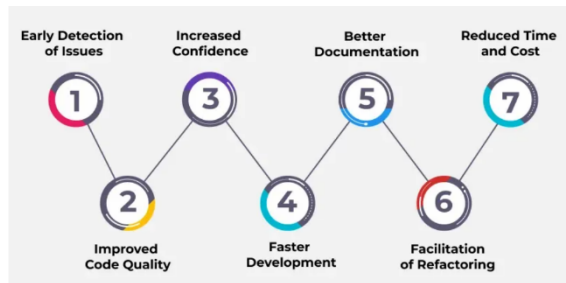 Early Detection
of Issues
1
2
Improved
Code Quality
Increased
Confidence
3
4
Faster
Development
Better
Documentation
5
6
Facilitation
of Refactoring
Reduced Time
and Cost
7